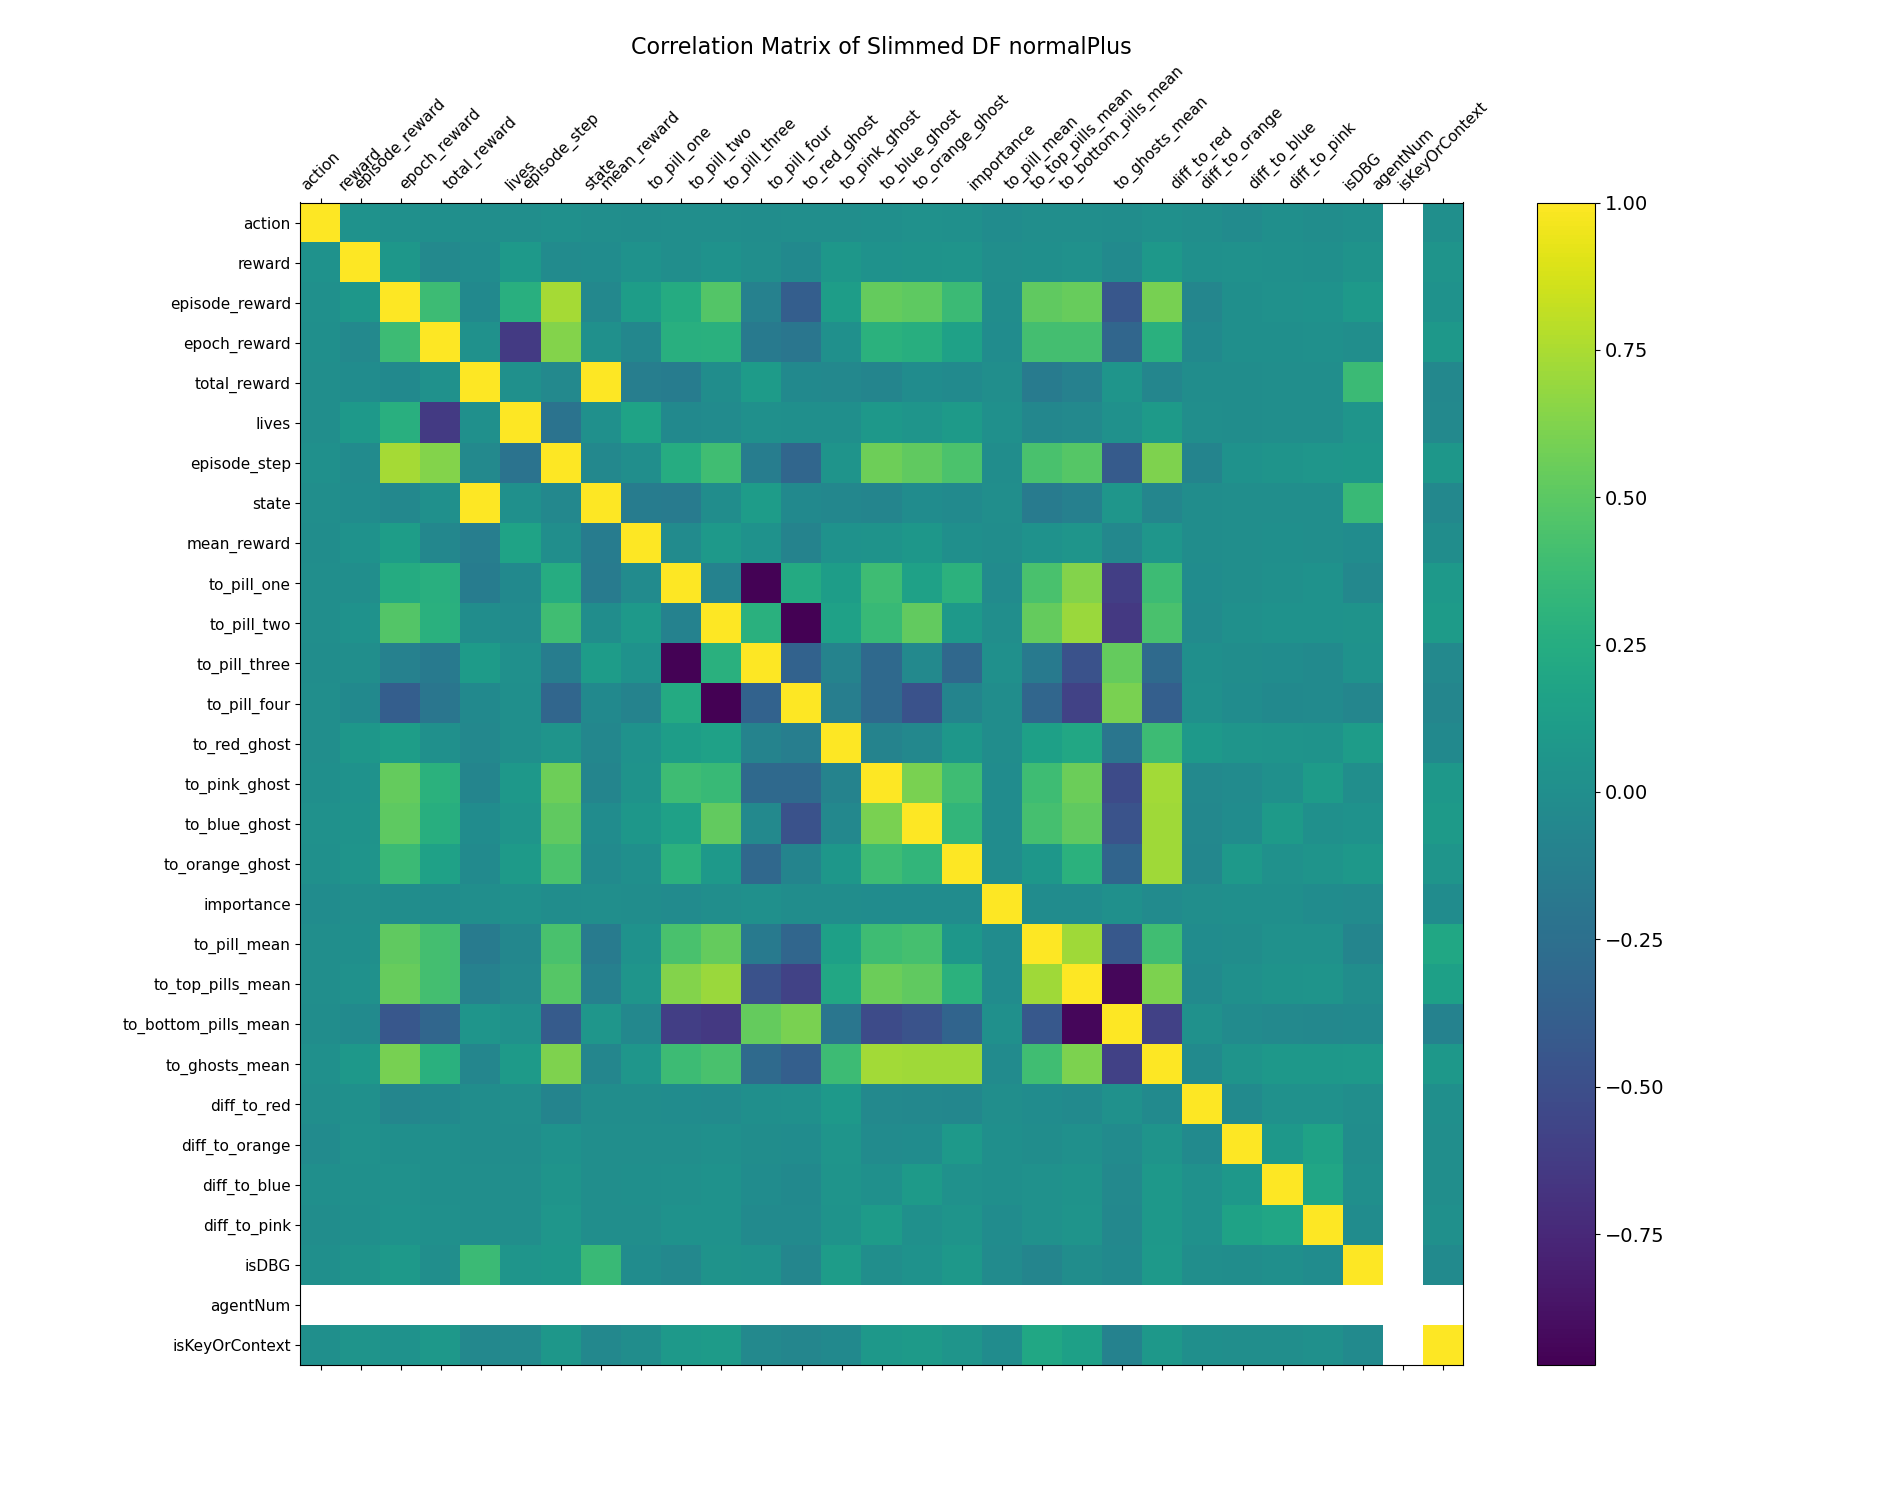 Correlation Matrix of Slimmed DF normalPlus
action
reward
episode_reward
epoch_reward
total_reward
lives
episode_step
state
mean_reward
to_pill_one
to_pill_two
to_pill_three
to_pill_four
to_red_ghost
to_pink_ghost
to_blue_ghost
to_orange_ghost
importance
to_pill_mean
to_top_pills_mean
to_bottom_pills_mean
to_ghosts_mean
diff_to_red
diff_to_orange
diff_to_blue
diff_to_pink
isDBG
agentNum
isKeyOrContext
action
reward
episode_reward
epoch_reward
total_reward
lives
episode_step
state
mean_reward
to_pill_one
to_pill_two
to_pill_three
to_pill_four
to_red_ghost
to_pink_ghost
to_blue_ghost
to_orange_ghost
importance
to_pill_mean
to_top_pills_mean
to_bottom_pills_mean
to_ghosts_mean
diff_to_red
diff_to_orange
diff_to_blue
diff_to_pink
isDBG
agentNum
isKeyOrContext
1.00
0.75
0.50
0.25
0.00
−0.25
−0.50
−0.75